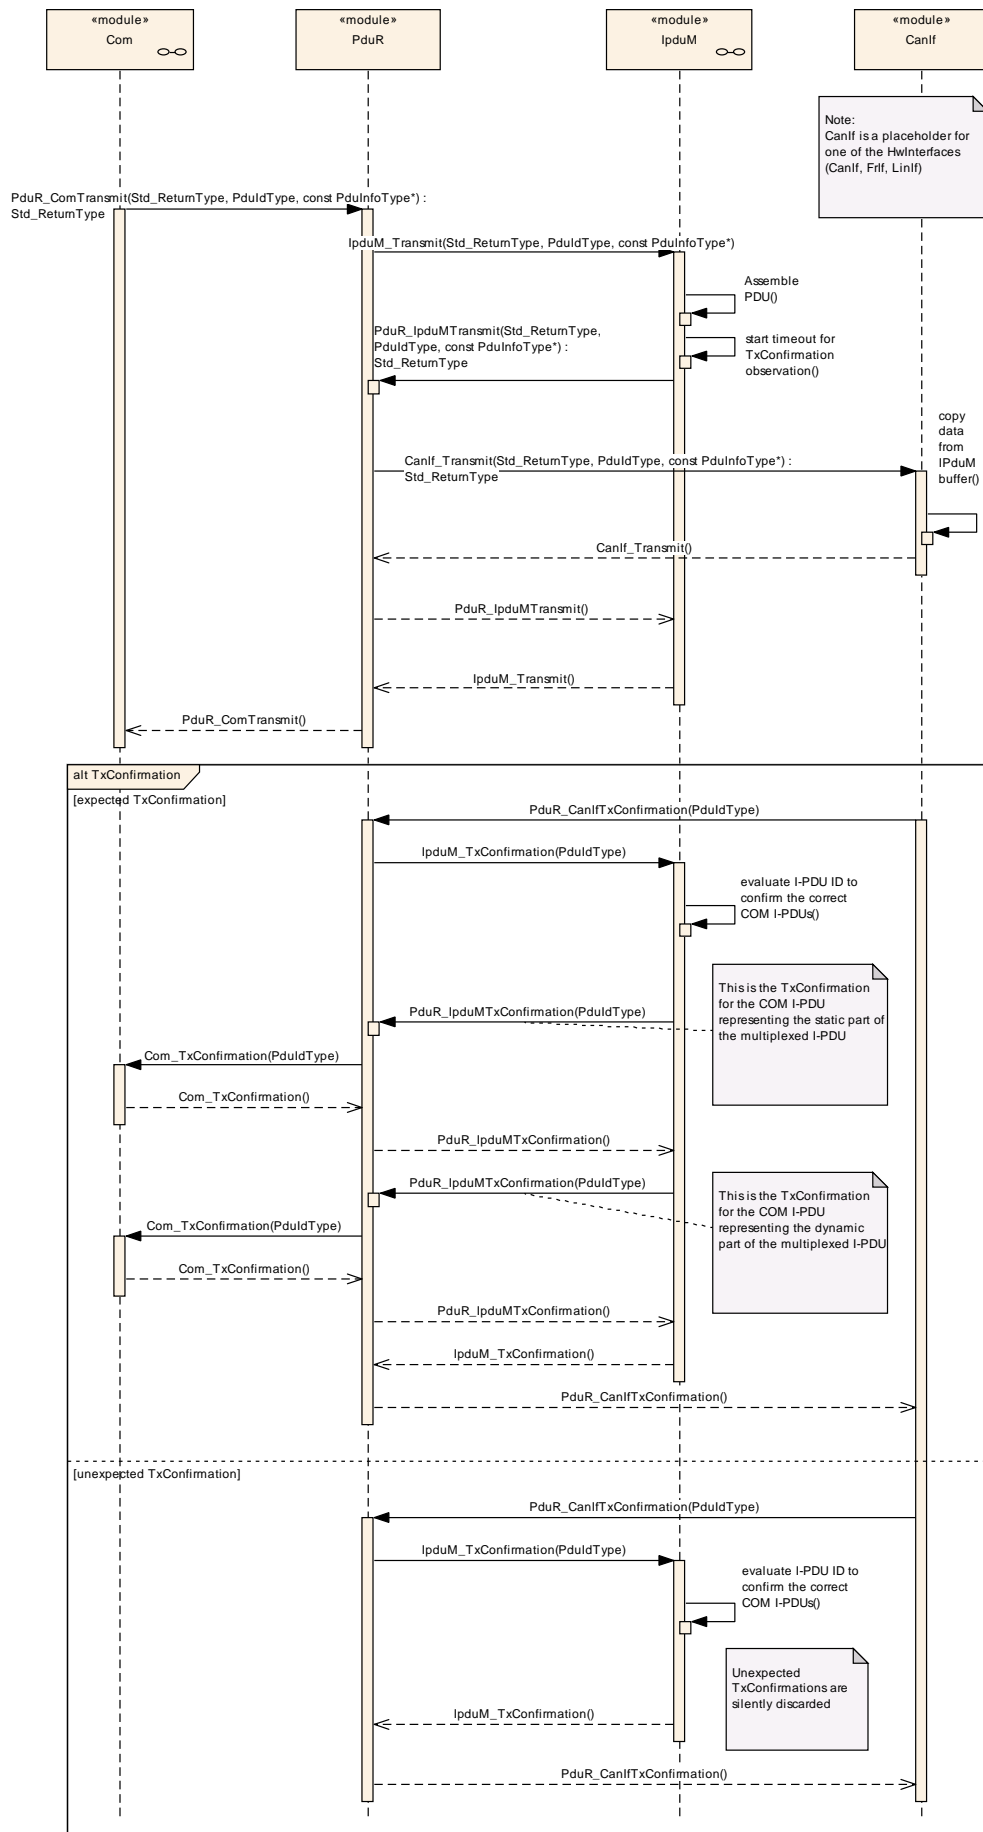 «module»
Com
«module»
PduR
«module»
IpduM
«module»
CanIf
Note:
CanIf is a placeholder for
one of the HwInterfaces
(CanIf, FrIf, LinIf)
PduR_ComTransmit(Std_ReturnType, PduIdType, const PduInfoType*) :
Std_ReturnType
IpduM_Transmit(Std_ReturnType, PduIdType, const PduInfoType*)
Assemble
PDU()
PduR_IpduMTransmit(Std_ReturnType,
PduIdType, const PduInfoType*) :
Std_ReturnType
start timeout for
TxConfirmation
observation()
copy
data
from
IPduM
buffer()
CanIf_Transmit(Std_ReturnType, PduIdType, const PduInfoType*) :
Std_ReturnType
CanIf_Transmit()
PduR_IpduMTransmit()
IpduM_Transmit()
PduR_ComTransmit()
alt TxConfirmation
[expected TxConfirmation]
PduR_CanIfTxConfirmation(PduIdType)
IpduM_TxConfirmation(PduIdType)
evaluate I-PDU ID to
confirm the correct
COM I-PDUs()
This is the TxConfirmation
for the COM I-PDU
representing the static part of
the multiplexed I-PDU
PduR_IpduMTxConfirmation(PduIdType)
Com_TxConfirmation(PduIdType)
Com_TxConfirmation()
PduR_IpduMTxConfirmation()
PduR_IpduMTxConfirmation(PduIdType)
This is the TxConfirmation
for the COM I-PDU
representing the dynamic
part of the multiplexed I-PDU
Com_TxConfirmation(PduIdType)
Com_TxConfirmation()
PduR_IpduMTxConfirmation()
IpduM_TxConfirmation()
PduR_CanIfTxConfirmation()
[unexpected TxConfirmation]
PduR_CanIfTxConfirmation(PduIdType)
IpduM_TxConfirmation(PduIdType)
evaluate I-PDU ID to
confirm the correct
COM I-PDUs()
Unexpected
TxConfirmations are
silently discarded
IpduM_TxConfirmation()
PduR_CanIfTxConfirmation()